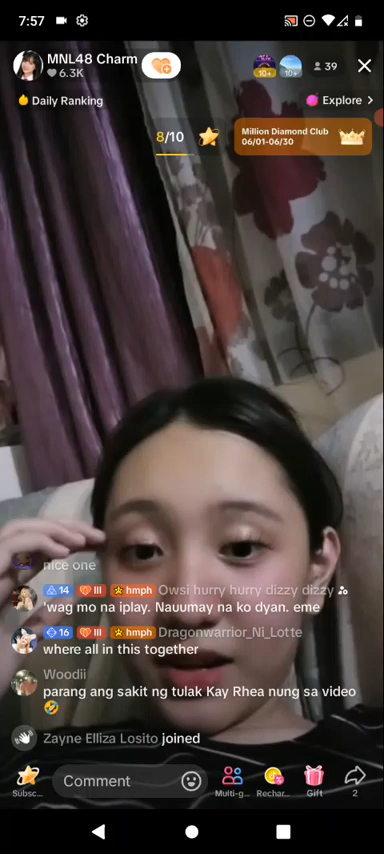 7:57
MNL48 Charm
6.3K
10+
10+
39
Daily Ranking
Explore >
8/10
Million Diamond Club
06/01-06/30
nice one
14 III hmph Owsi hurry hurry dizzy dizzy
'wag mo na iplay. Nauumay na ko dyan. eme
16 III hmph Dragonwarrior_Ni_Lotte
where all in this together
Woodii
parang ang sakit ng tulak Kay Rhea nung sa video
🤣
Zayne Elliza Losito joined
Comment
Subsc...
Multi-g...
Rechar...
Gift
2